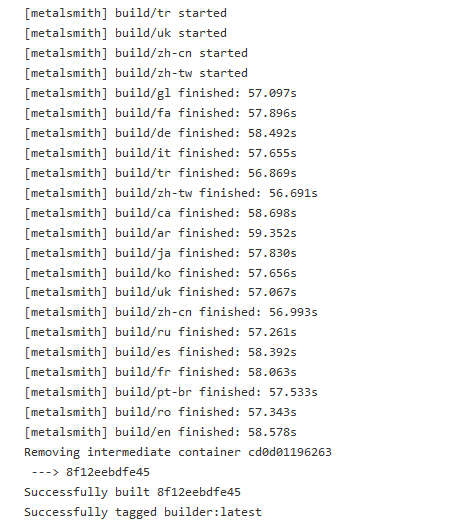 [metalsmith] build/tr started
[metalsmith] build/uk started
[metalsmith] build/zh-cn started
[metalsmith] build/zh-tw started
[metalsmith] build/gl finished: 57.097s
[metalsmith] build/fa finished: 57.896s
[metalsmith] build/de finished: 58.492s
[metalsmith] build/it finished: 57.655s
[metalsmith] build/tr finished: 56.869s
[metalsmith] build/zh-tw finished: 56.691s
[metalsmith] build/ca finished: 58.698s
[metalsmith] build/ar finished: 59.352s
[metalsmith] build/ja finished: 57.830s
[metalsmith] build/ko finished: 57.656s
[metalsmith] build/uk finished: 57.067s
[metalsmith] build/zh-cn finished: 56.993s
[metalsmith] build/ru finished: 57.261s
[metalsmith] build/es finished: 58.392s
[metalsmith] build/fr finished: 58.063s
[metalsmith] build/pt-br finished: 57.533s
[metalsmith] build/ro finished: 57.343s
[metalsmith] build/en finished: 58.578s
Removing intermediate container cd0d01196263
 ---> 8f12eebdfe45
Successfully built 8f12eebdfe45
Successfully tagged builder:latest